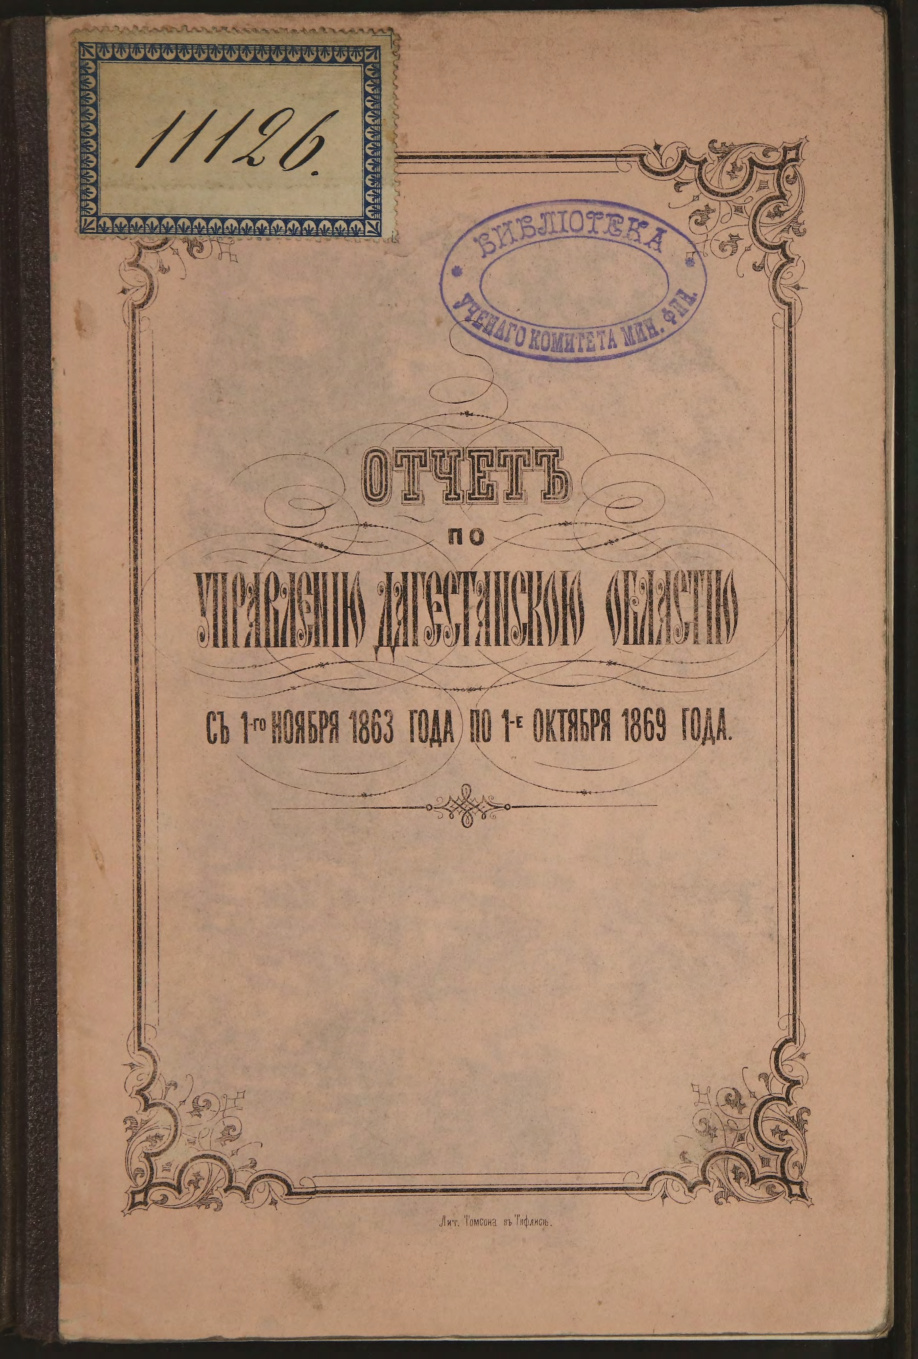 11126.
БИБЛІОТЕКА
УЧЕНАГО КОМИТЕТА МИН. ФИН.
ОТЧЕТЪ
ПО
УПРАВЛЕНІЮ ДАГЕСТАНСКОЮ ОБЛАСТІЮ
СЪ 1-го НОЯБРЯ 1863 ГОДА ПО 1-Е ОКТЯБРЯ 1869 ГОДА.
Лит. Томсона въ Тифлисѣ.